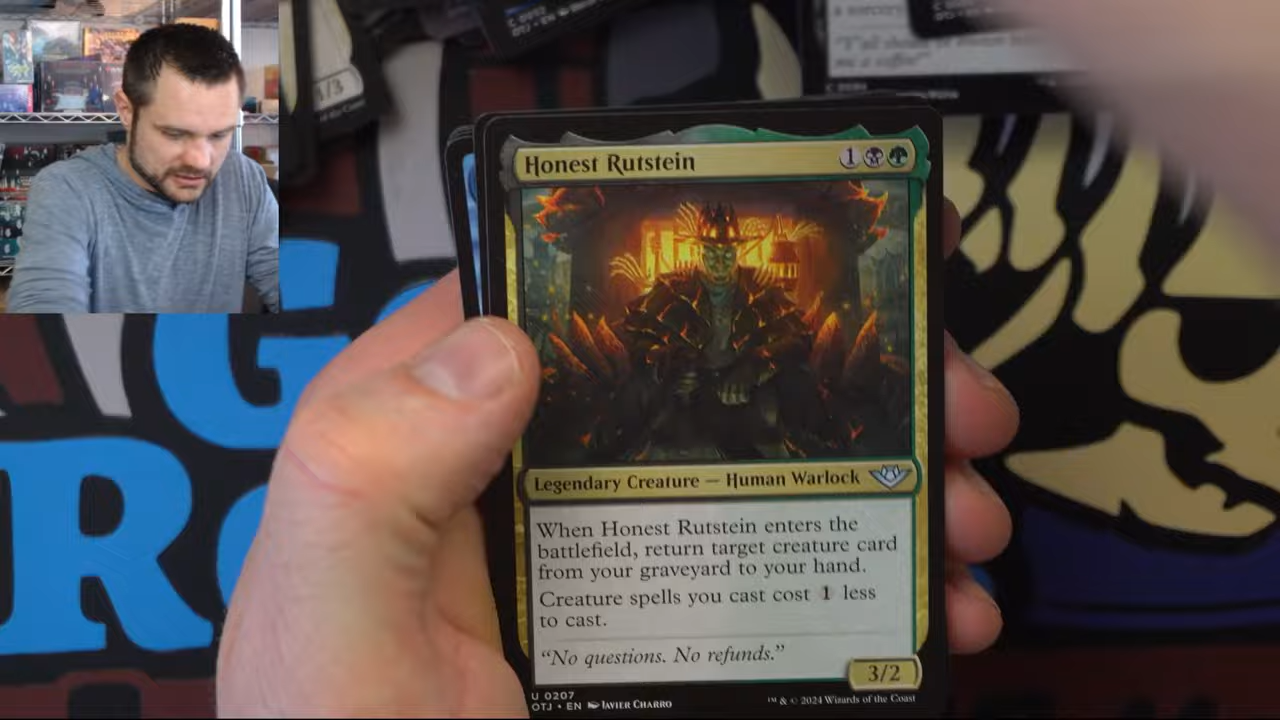 Honest Rutstein
1
Legendary Creature — Human Warlock
When Honest Rutstein enters the
battlefield, return target creature card
from your graveyard to your hand.
Creature spells you cast cost 1 less
to cast.
"No questions. No refunds."
3/2
U 0207
OTJ • EN Javier Charro
™ & © 2024 Wizards of the Coast